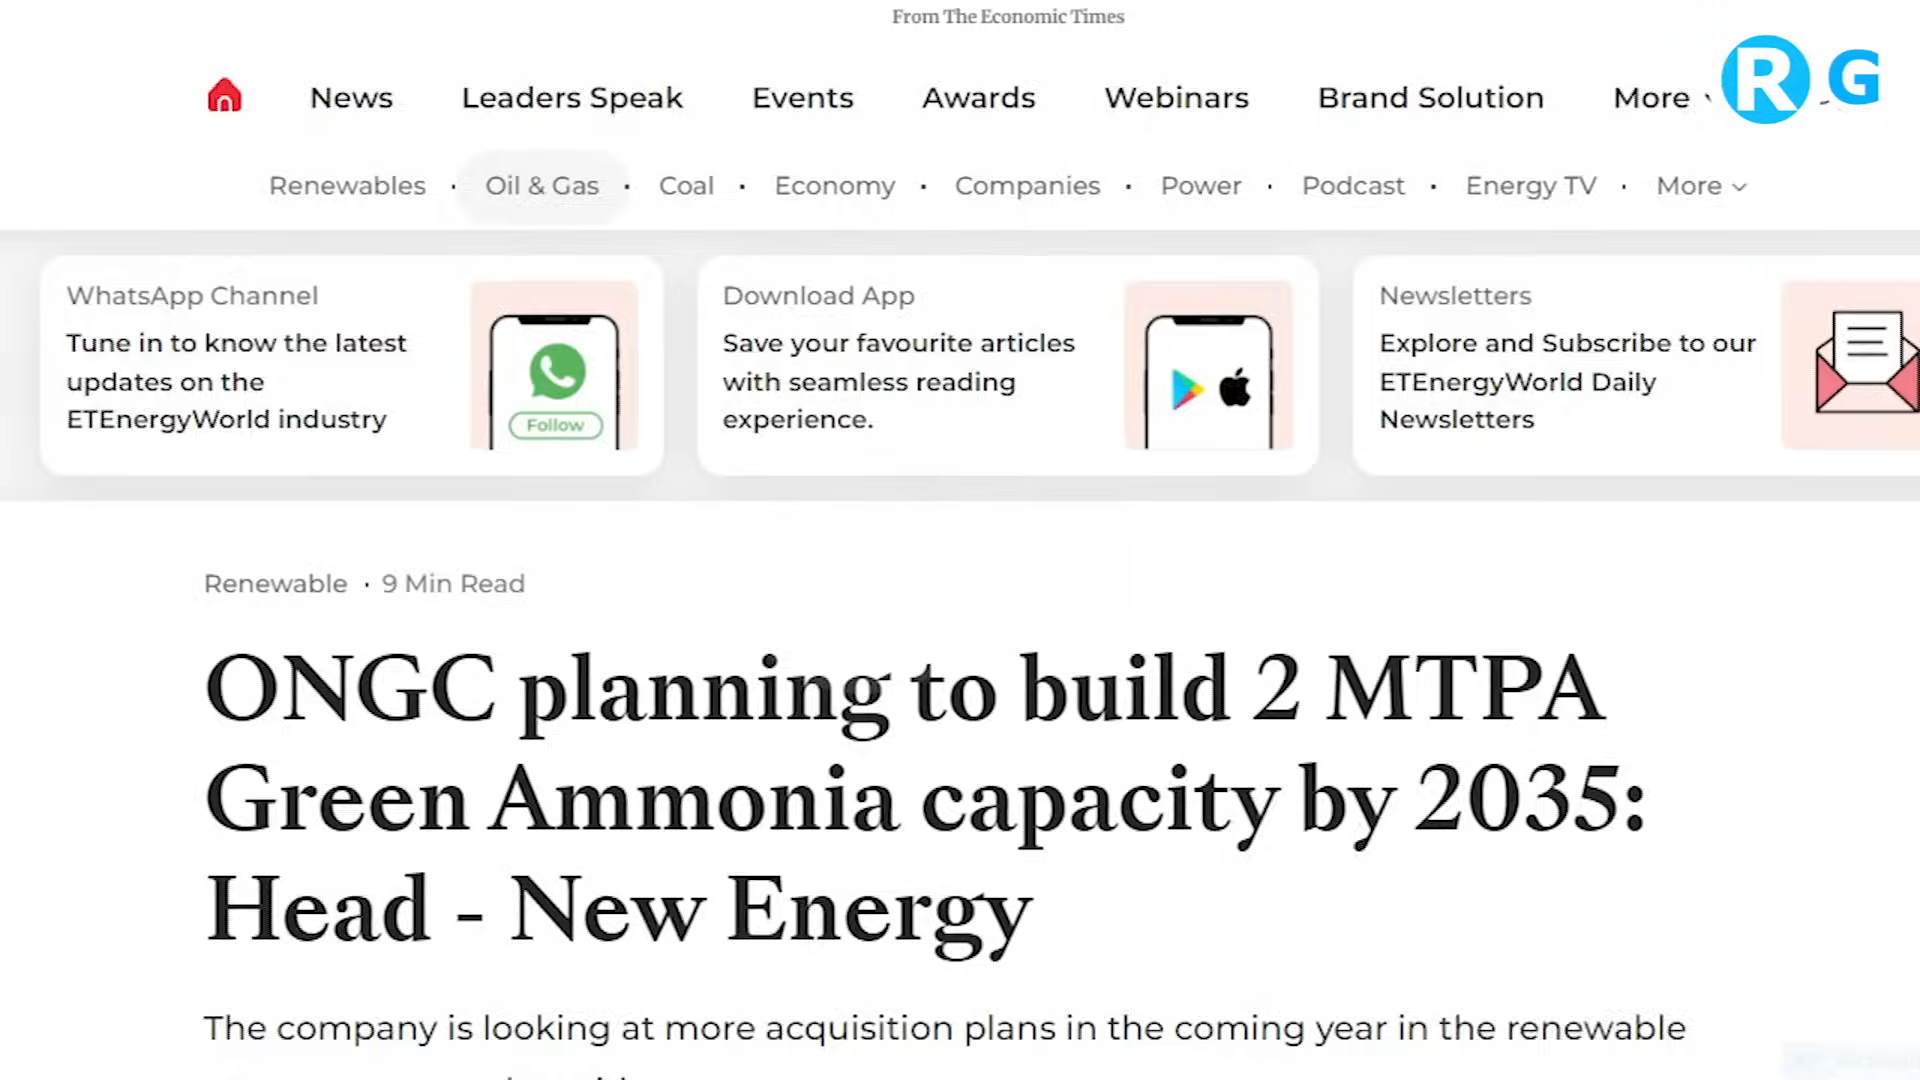 From The Economic Times
R G
News Leaders Speak Events Awards Webinars Brand Solution More
Renewables · Oil & Gas · Coal · Economy · Companies · Power · Podcast · Energy TV · More
WhatsApp Channel
Tune in to know the latest
updates on the
ETEnergyWorld industry
Follow
Download App
Save your favourite articles
with seamless reading
experience.
Newsletters
Explore and Subscribe to our
ETEnergyWorld Daily
Newsletters
Renewable · 9 Min Read
ONGC planning to build 2 MTPA
Green Ammonia capacity by 2035:
Head - New Energy
The company is looking at more acquisition plans in the coming year in the renewable